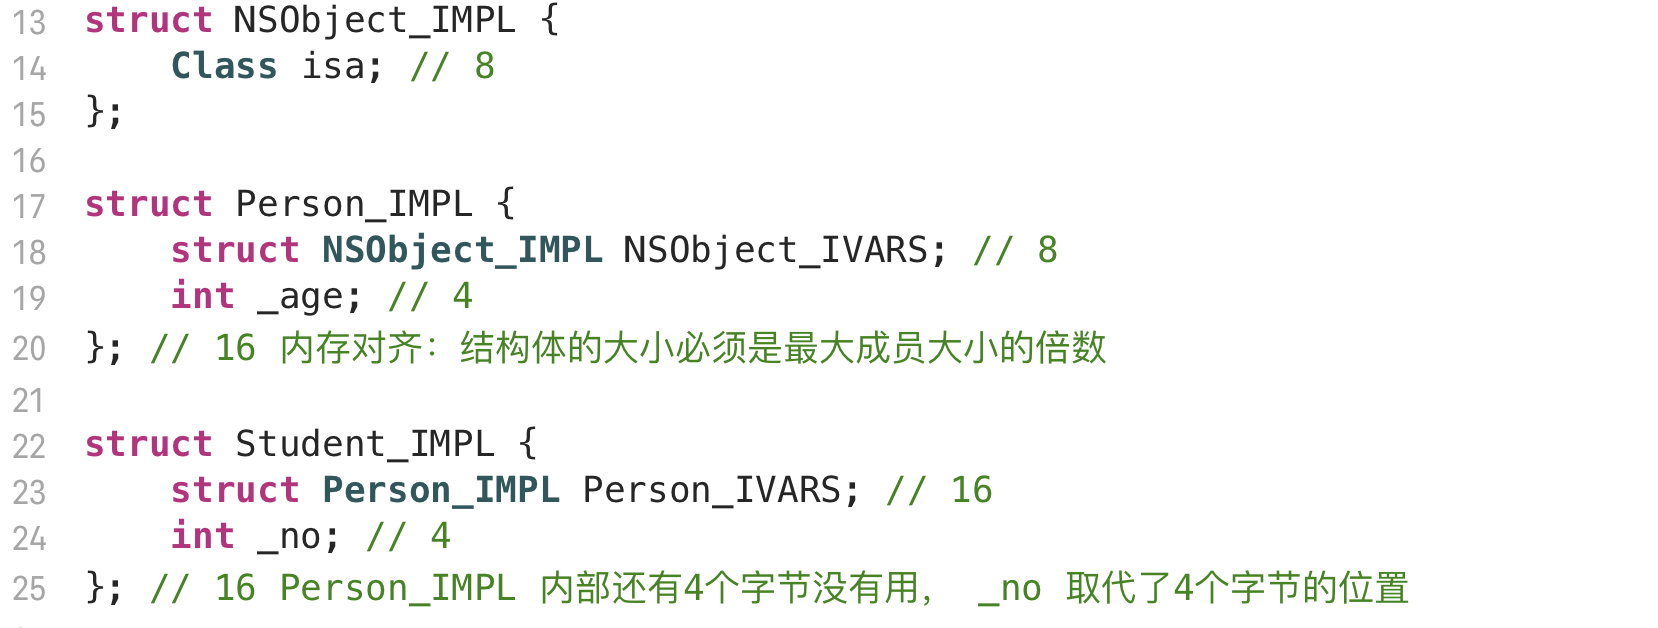 13 struct NSObject_IMPL {
14     Class isa; // 8
15 };
16
17 struct Person_IMPL {
18     struct NSObject_IMPL NSObject_IVARS; // 8
19     int _age; // 4
20 }; // 16 内存对齐：结构体的大小必须是最大成员大小的倍数
21
22 struct Student_IMPL {
23     struct Person_IMPL Person_IVARS; // 16
24     int _no; // 4
25 }; // 16 Person_IMPL 内部还有4个字节没有用， _no 取代了4个字节的位置